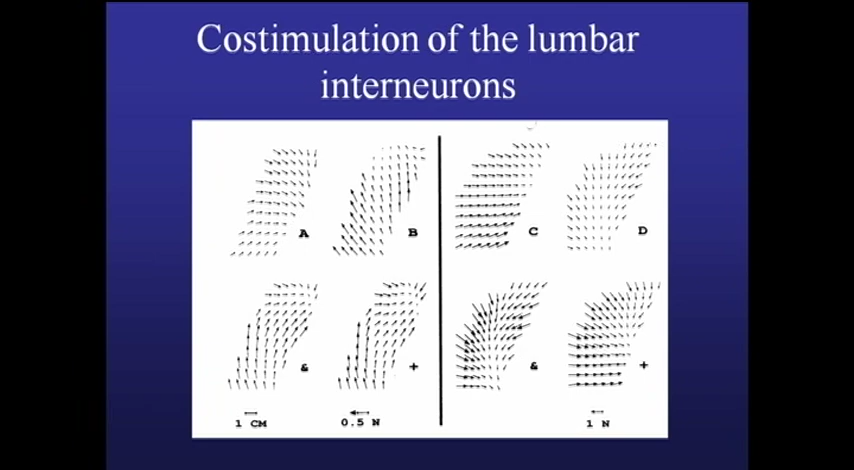 Costimulation of the lumbar
interneurons
A
B
C
D
&
+
&
+
1 CM
0.5 N
1 N